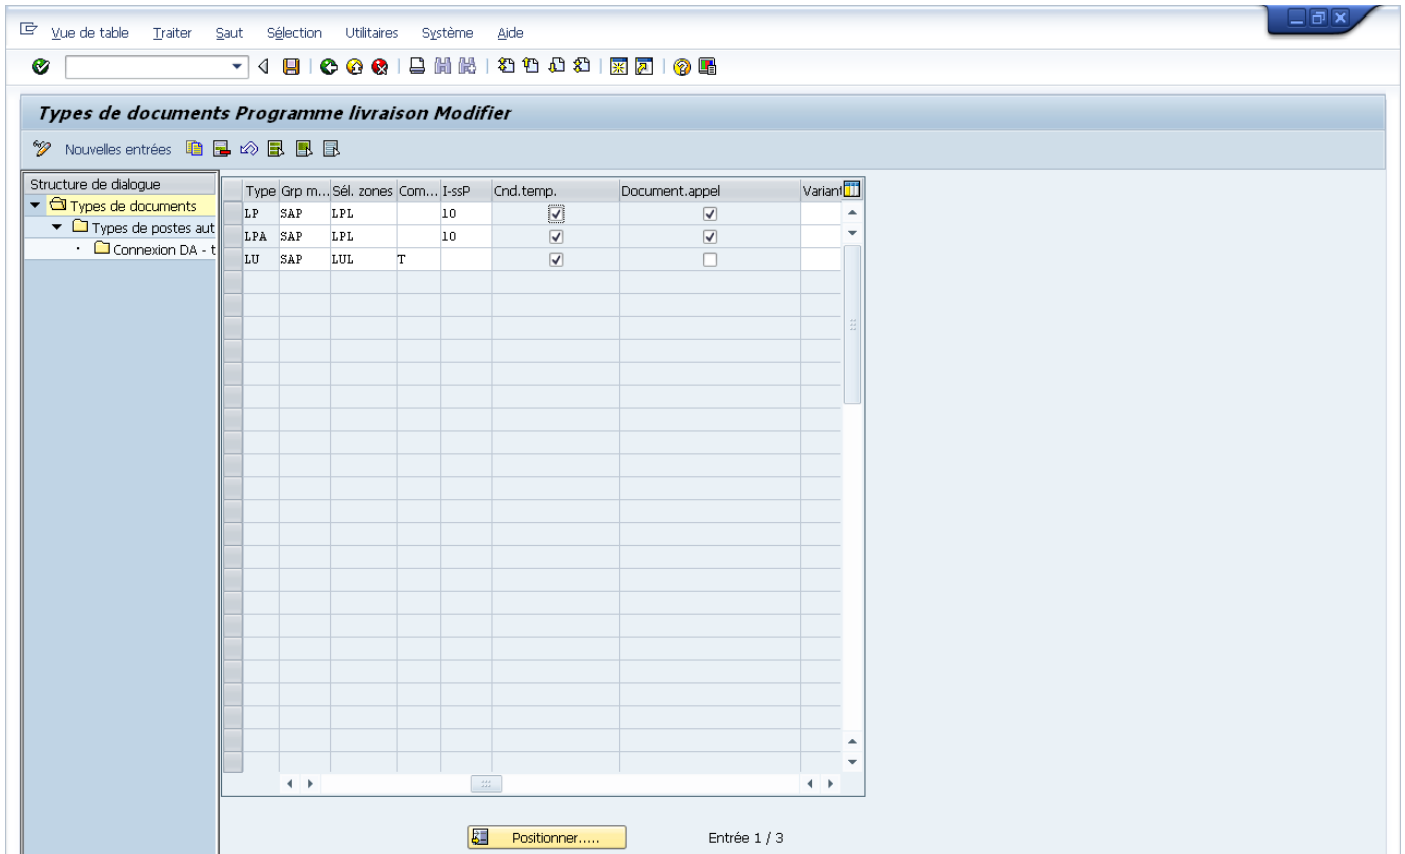 Vue de table Traiter Saut Sélection Utilitaires Système Aide
Types de documents Programme livraison Modifier
Nouvelles entrées
Structure de dialogue
Types de documents
Types de postes aut
Connexion DA - t
Type Grp m... Sél. zones Com... I-ssP Cnd.temp. Document.appel Variant
LP SAP LPL 10
LPA SAP LPL 10
LU SAP LUL T
Positionner..... Entrée 1 / 3